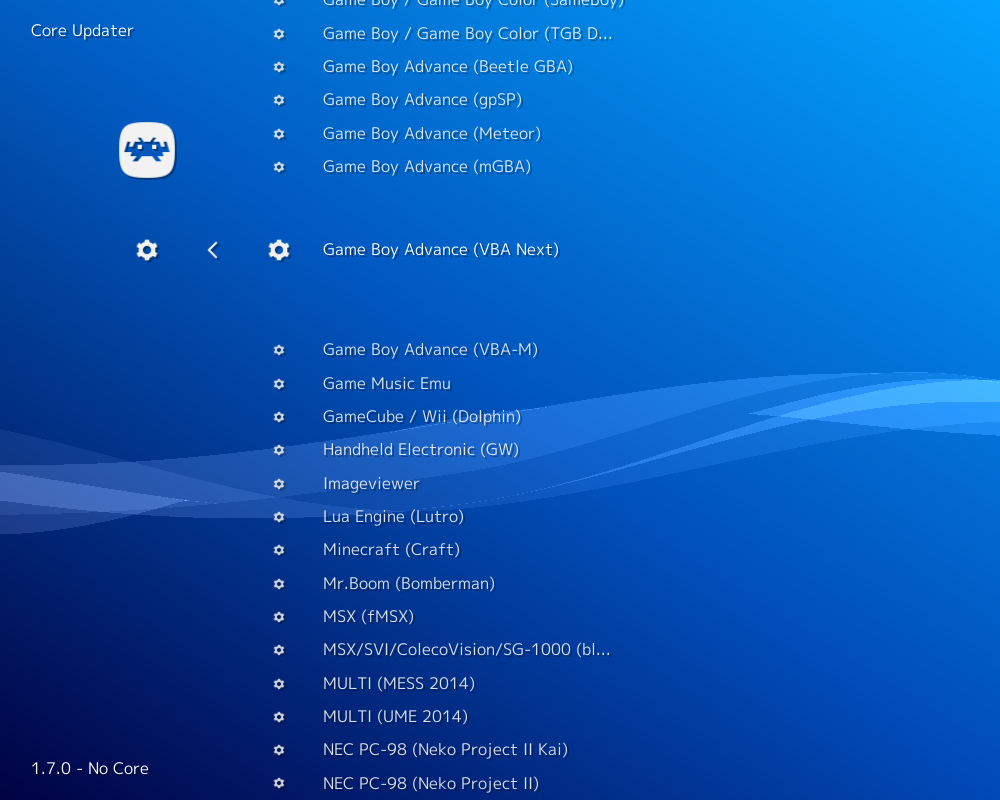 Game Boy / Game Boy Color (SameBoy)
Core Updater
Game Boy / Game Boy Color (TGB D...
Game Boy Advance (Beetle GBA)
Game Boy Advance (gpSP)
Game Boy Advance (Meteor)
Game Boy Advance (mGBA)
Game Boy Advance (VBA Next)
Game Boy Advance (VBA-M)
Game Music Emu
GameCube / Wii (Dolphin)
Handheld Electronic (GW)
Imageviewer
Lua Engine (Lutro)
Minecraft (Craft)
Mr.Boom (Bomberman)
MSX (fMSX)
MSX/SVI/ColecoVision/SG-1000 (bl...
MULTI (MESS 2014)
MULTI (UME 2014)
NEC PC-98 (Neko Project II Kai)
1.7.0 - No Core
NEC PC-98 (Neko Project II)